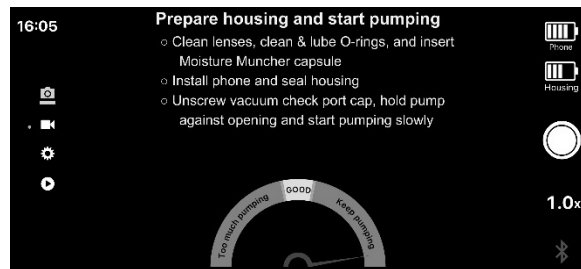 16:05
Prepare housing and start pumping
○ Clean lenses, clean & lube O-rings, and insert
Moisture Muncher capsule
○ Install phone and seal housing
○ Unscrew vacuum check port cap, hold pump
against opening and start pumping slowly
Phone
Housing
1.0x
Too much pumping
GOOD
Keep pumping